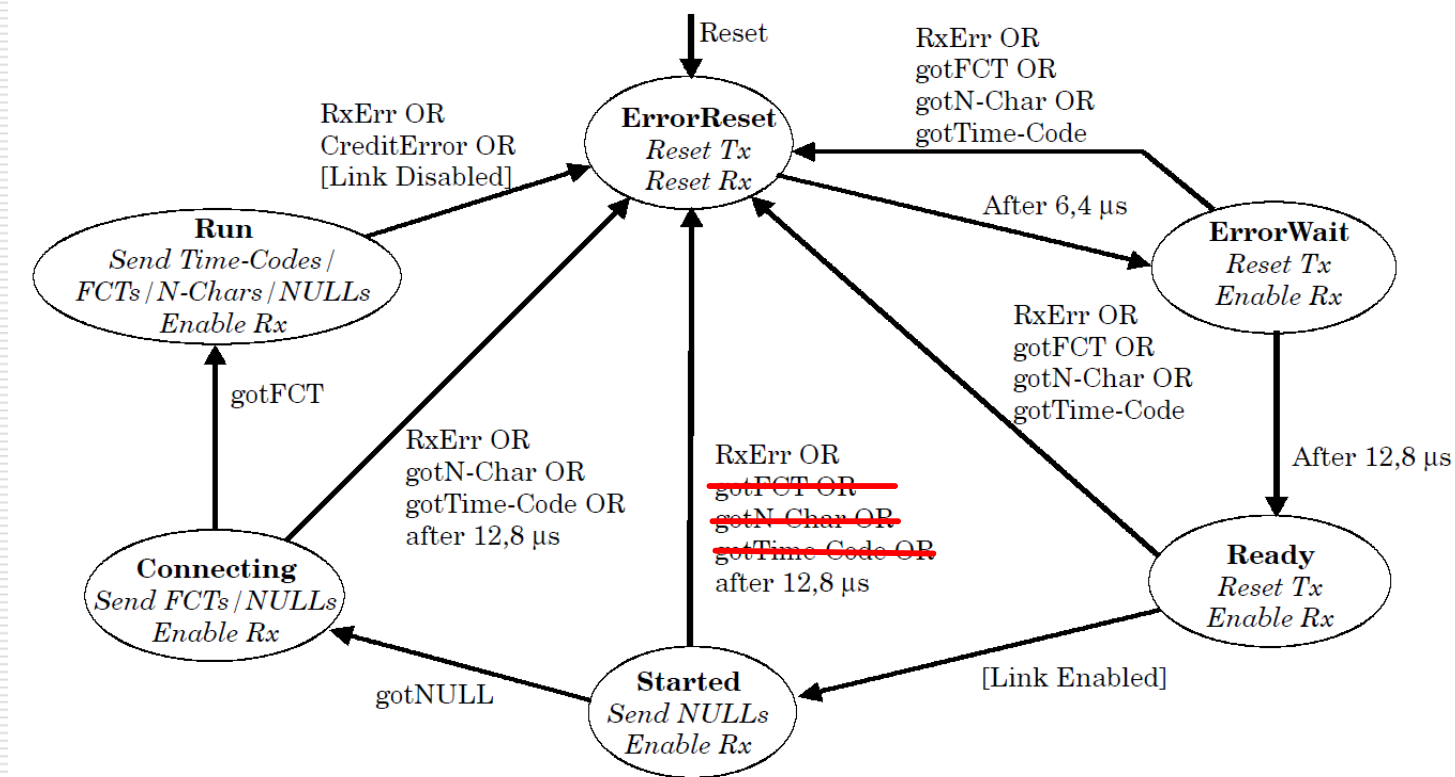 Reset
RxErr OR
gotFCT OR
gotN-Char OR
gotTime-Code
RxErr OR
CreditError OR
[Link Disabled]
ErrorReset
Reset Tx
Reset Rx
After 6,4 µs
Run
Send Time-Codes/
FCTs/N-Chars/NULLs
Enable Rx
ErrorWait
Reset Tx
Enable Rx
RxErr OR
gotFCT OR
gotN-Char OR
gotTime-Code
gotFCT
RxErr OR
gotN-Char OR
gotTime-Code OR
after 12,8 µs
RxErr OR
gotFCT OR
gotN-Char OR
gotTime-Code OR
after 12,8 µs
After 12,8 µs
Connecting
Send FCTs/NULLs
Enable Rx
Ready
Reset Tx
Enable Rx
gotNULL
Started
Send NULLs
Enable Rx
[Link Enabled]